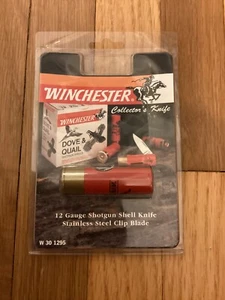 WINCHESTER
Collector's Knife
WINCHESTER
DOVE &
QUAIL
12 Gauge Shotgun Shell Knife
Stainless Steel Clip Blade
W 30 1295